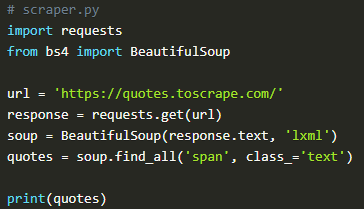 # scraper.py
import requests
from bs4 import BeautifulSoup
url = 'https://quotes.toscrape.com/'
response = requests.get(url)
soup = BeautifulSoup(response.text, 'lxml')
quotes = soup.find_all('span', class_='text')
print(quotes)